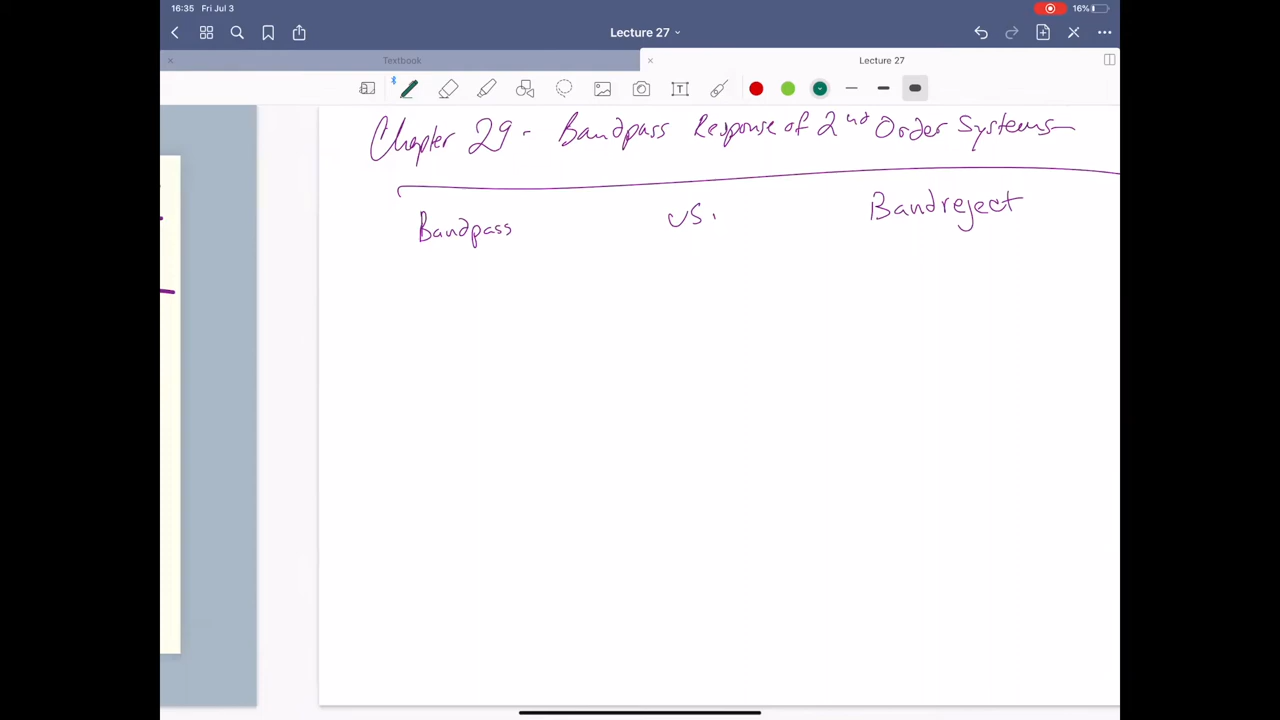 16:35 Fri Jul 3 16%
Lecture 27
Textbook Lecture 27
Chapter 29 - Bandpass Response of 2nd Order Systems
Bandpass vs. Bandreject